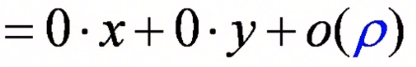 = 0 · x + 0 · y + o(ρ)